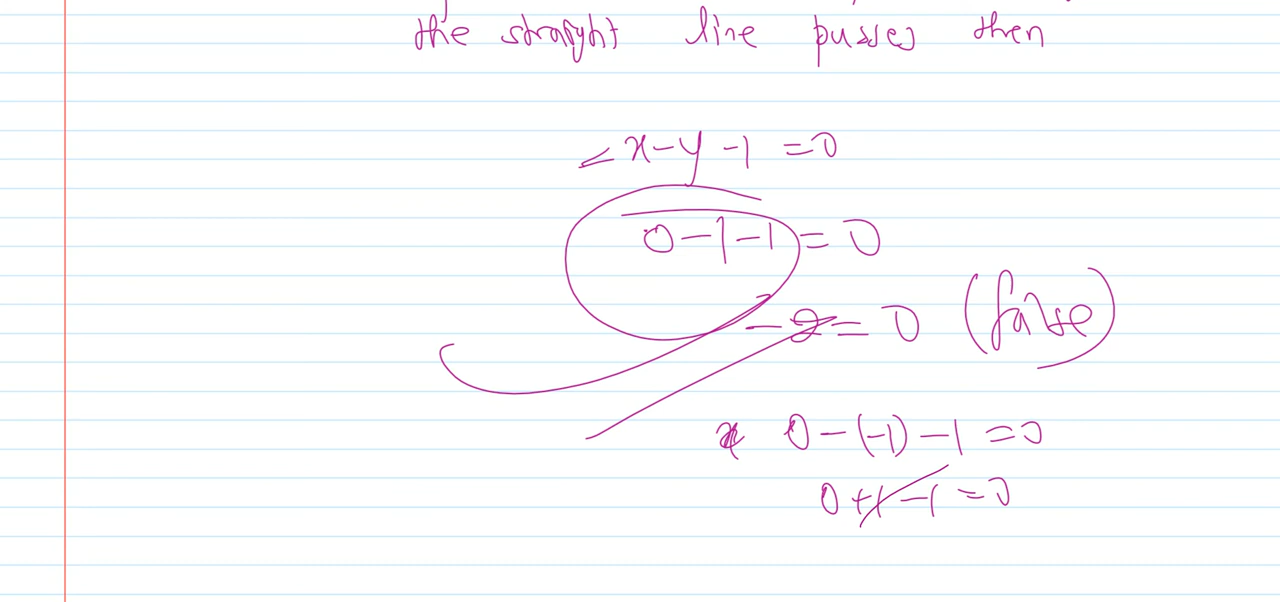 the straight line passes then
x - y - 1 = 0
0 - 1 - 1 = 0
- 2 = 0 (false)
0 - (-1) - 1 = 0
0 + 1 - 1 = 0